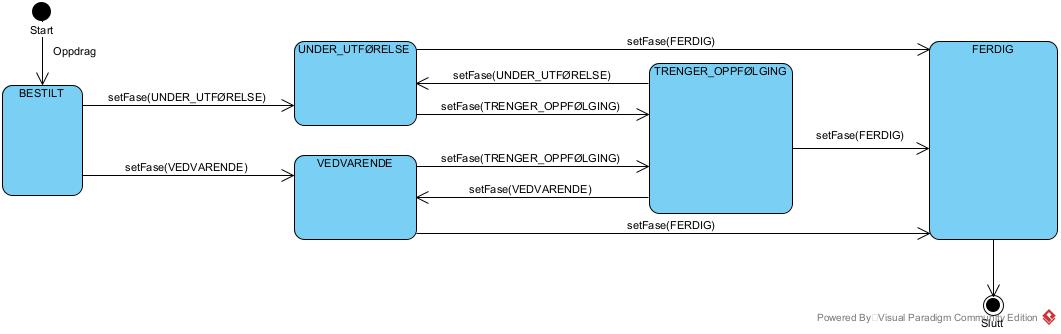 Start
Oppdrag
BESTILT
setFase(UNDER_UTFØRELSE)
setFase(VEDVARENDE)
UNDER_UTFØRELSE
VEDVARENDE
setFase(FERDIG)
setFase(UNDER_UTFØRELSE)
setFase(TRENGER_OPPFØLGING)
setFase(TRENGER_OPPFØLGING)
setFase(VEDVARENDE)
setFase(FERDIG)
TRENGER_OPPFØLGING
setFase(FERDIG)
FERDIG
Slutt
Powered By Visual Paradigm Community Edition